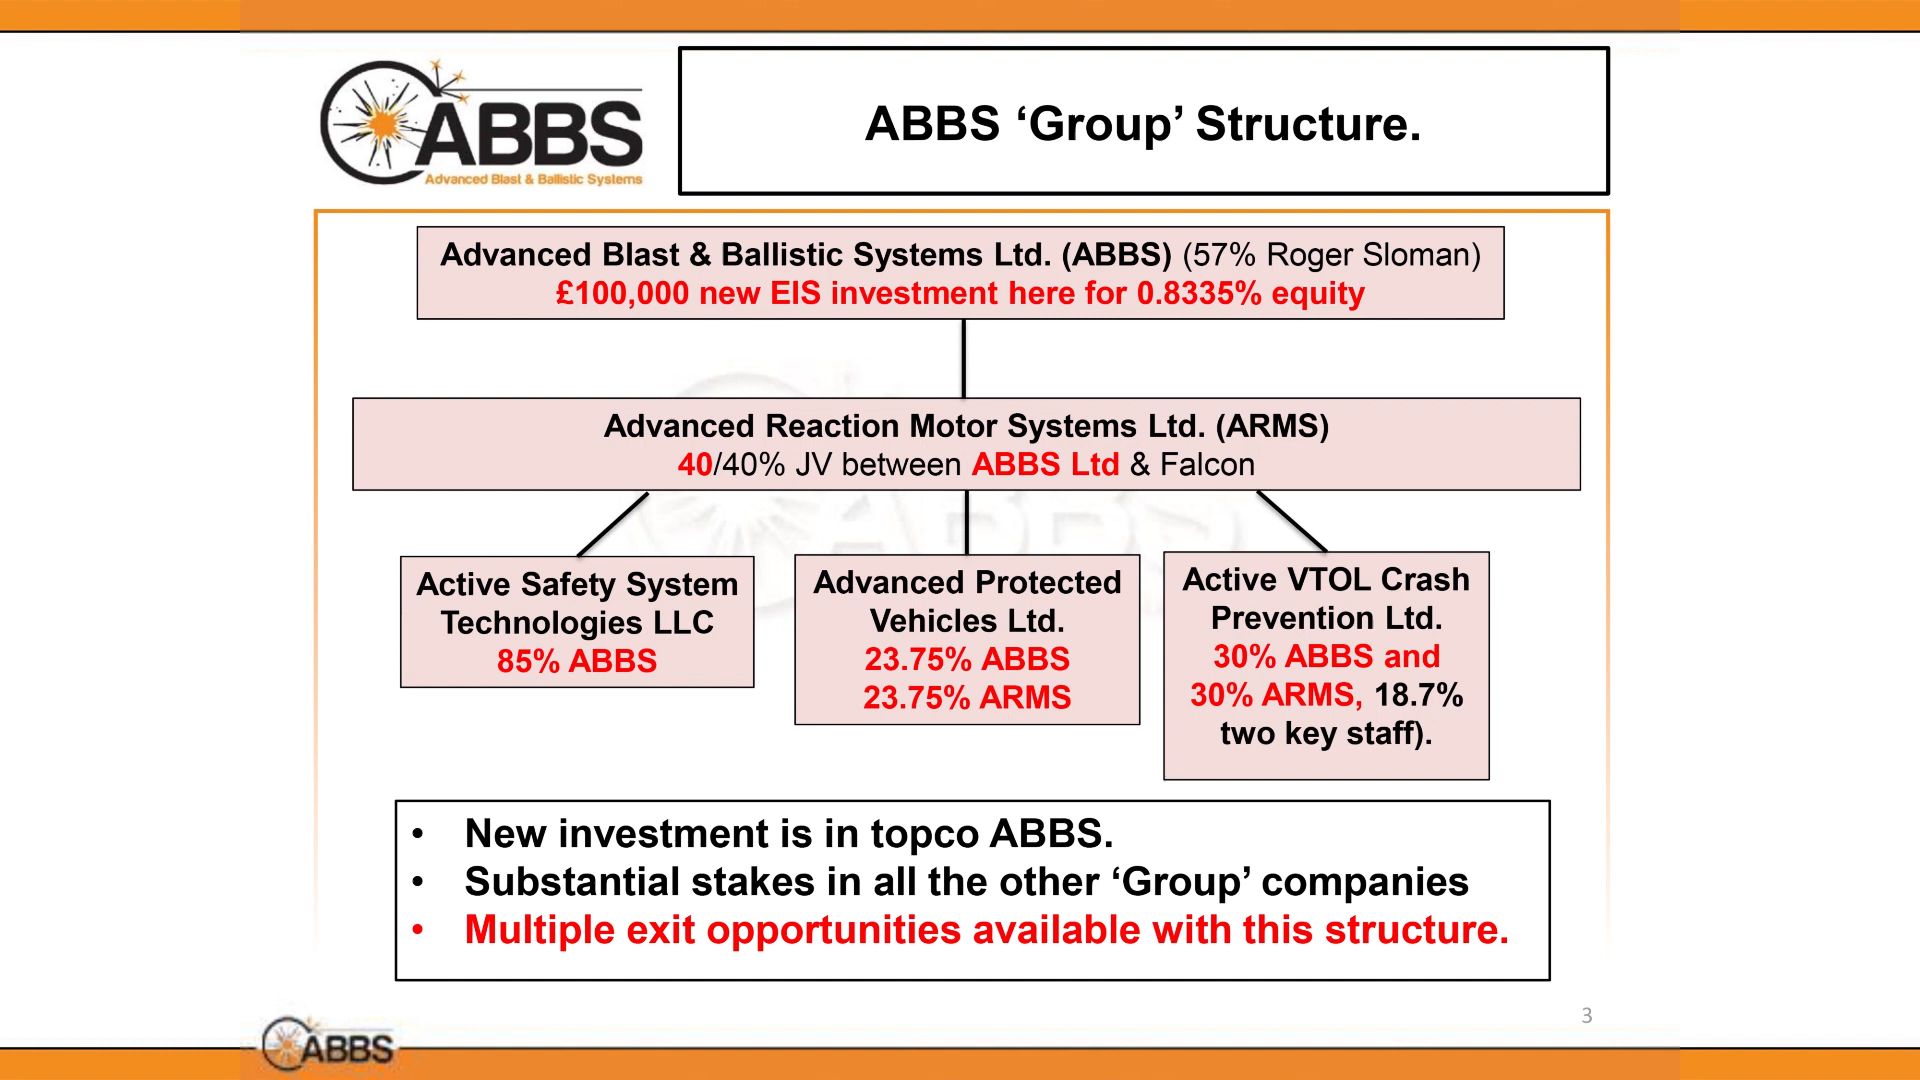 ABBS
Advanced Blast & Ballistic Systems
ABBS ‘Group’ Structure.
Advanced Blast & Ballistic Systems Ltd. (ABBS) (57% Roger Sloman)
£100,000 new EIS investment here for 0.8335% equity
Advanced Reaction Motor Systems Ltd. (ARMS)
40/40% JV between ABBS Ltd & Falcon
Active Safety System
Technologies LLC
85% ABBS
Advanced Protected
Vehicles Ltd.
23.75% ABBS
23.75% ARMS
Active VTOL Crash
Prevention Ltd.
30% ABBS and
30% ARMS, 18.7%
two key staff).
• New investment is in topco ABBS.
• Substantial stakes in all the other ‘Group’ companies
• Multiple exit opportunities available with this structure.
3
ABBS